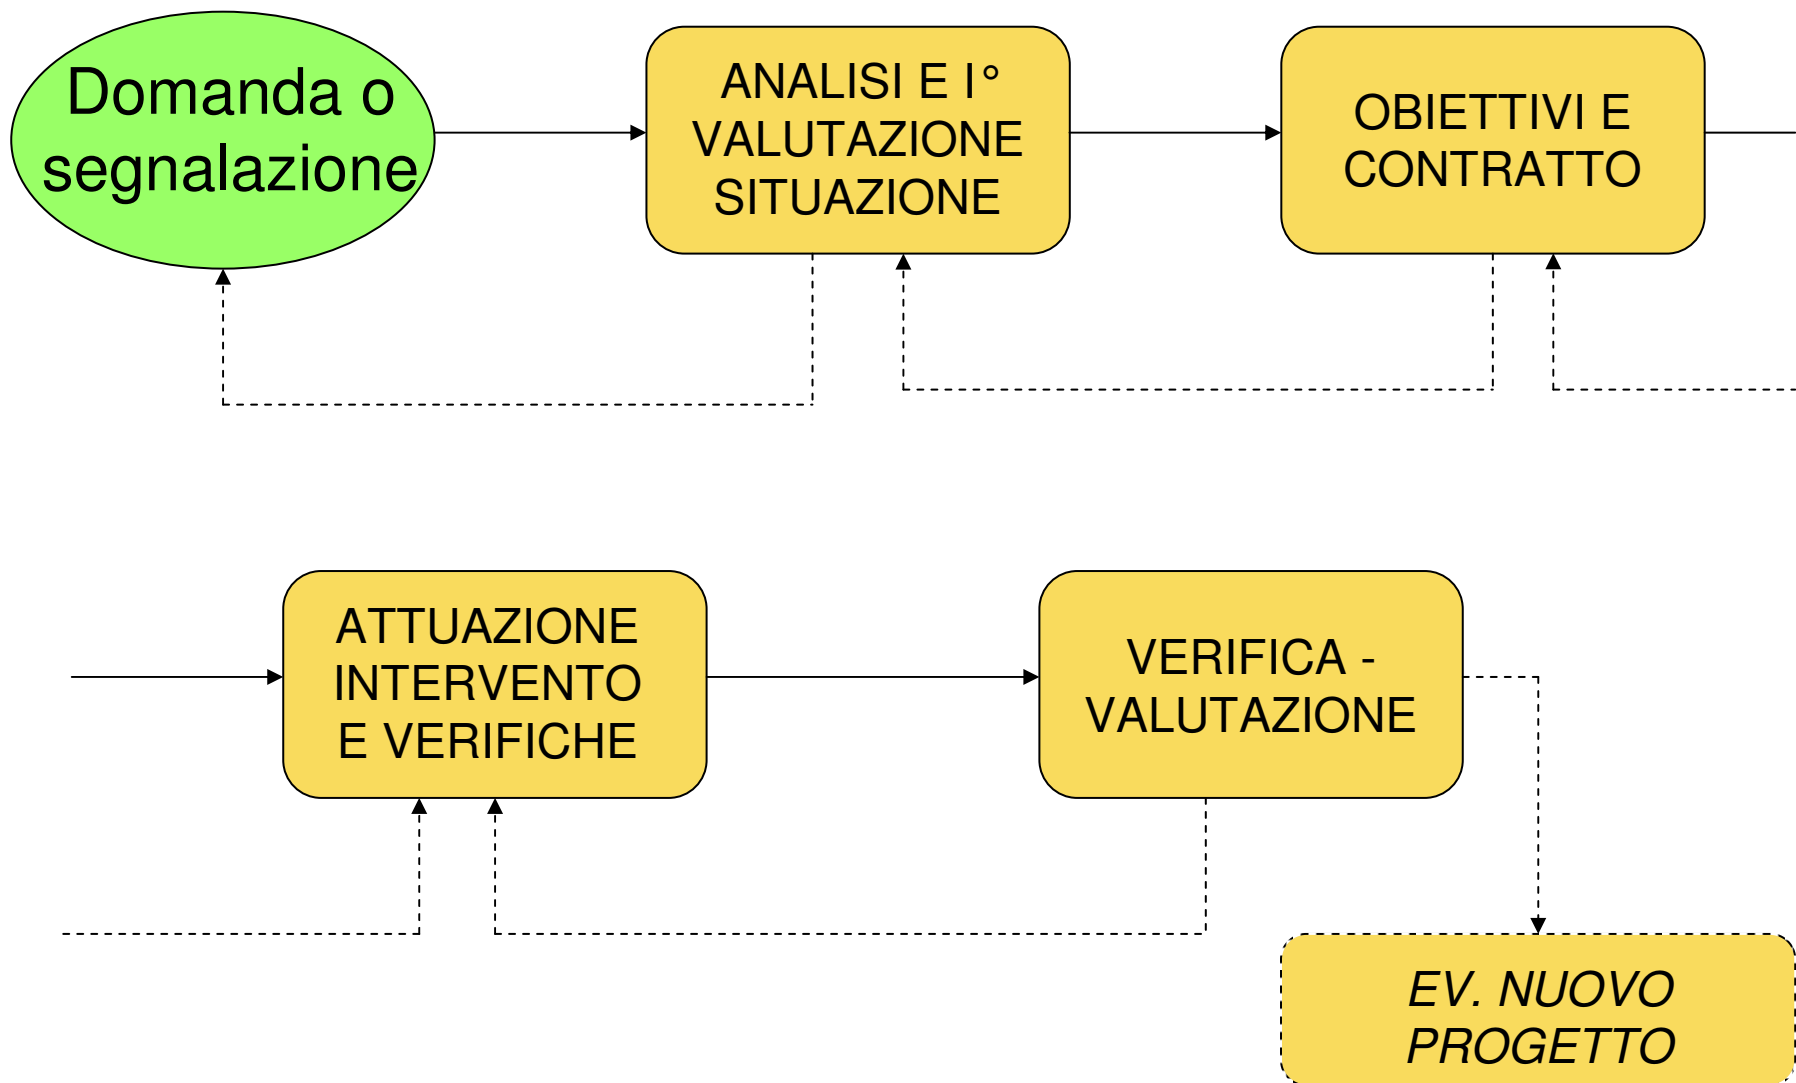 Domanda o
segnalazione
ANALISI E I°
VALUTAZIONE
SITUAZIONE
OBIETTIVI E
CONTRATTO
ATTUAZIONE
INTERVENTO
E VERIFICHE
VERIFICA -
VALUTAZIONE
EV. NUOVO
PROGETTO